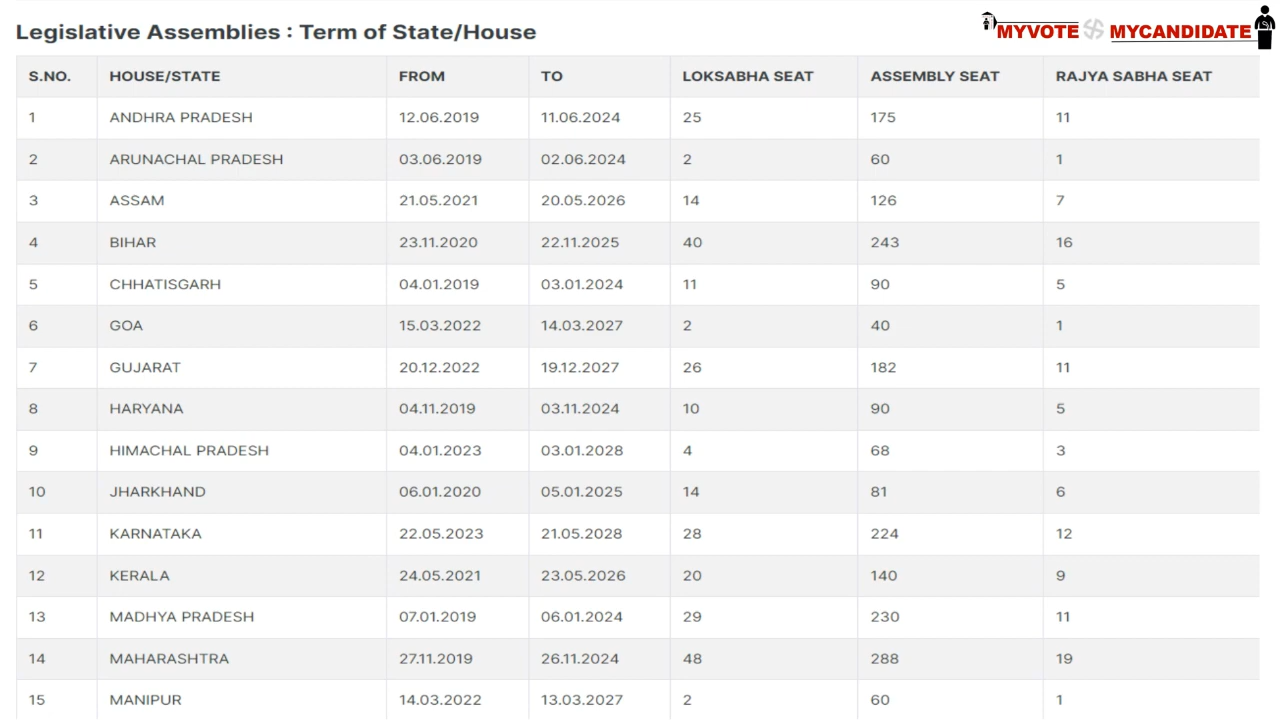 Legislative Assemblies : Term of State/House
MYVOTE MYCANDIDATE
S.NO. HOUSE/STATE FROM TO LOKSABHA SEAT ASSEMBLY SEAT RAJYA SABHA SEAT
1 ANDHRA PRADESH 12.06.2019 11.06.2024 25 175 11
2 ARUNACHAL PRADESH 03.06.2019 02.06.2024 2 60 1
3 ASSAM 21.05.2021 20.05.2026 14 126 7
4 BIHAR 23.11.2020 22.11.2025 40 243 16
5 CHHATISGARH 04.01.2019 03.01.2024 11 90 5
6 GOA 15.03.2022 14.03.2027 2 40 1
7 GUJARAT 20.12.2022 19.12.2027 26 182 11
8 HARYANA 04.11.2019 03.11.2024 10 90 5
9 HIMACHAL PRADESH 04.01.2023 03.01.2028 4 68 3
10 JHARKHAND 06.01.2020 05.01.2025 14 81 6
11 KARNATAKA 22.05.2023 21.05.2028 28 224 12
12 KERALA 24.05.2021 23.05.2026 20 140 9
13 MADHYA PRADESH 07.01.2019 06.01.2024 29 230 11
14 MAHARASHTRA 27.11.2019 26.11.2024 48 288 19
15 MANIPUR 14.03.2022 13.03.2027 2 60 1